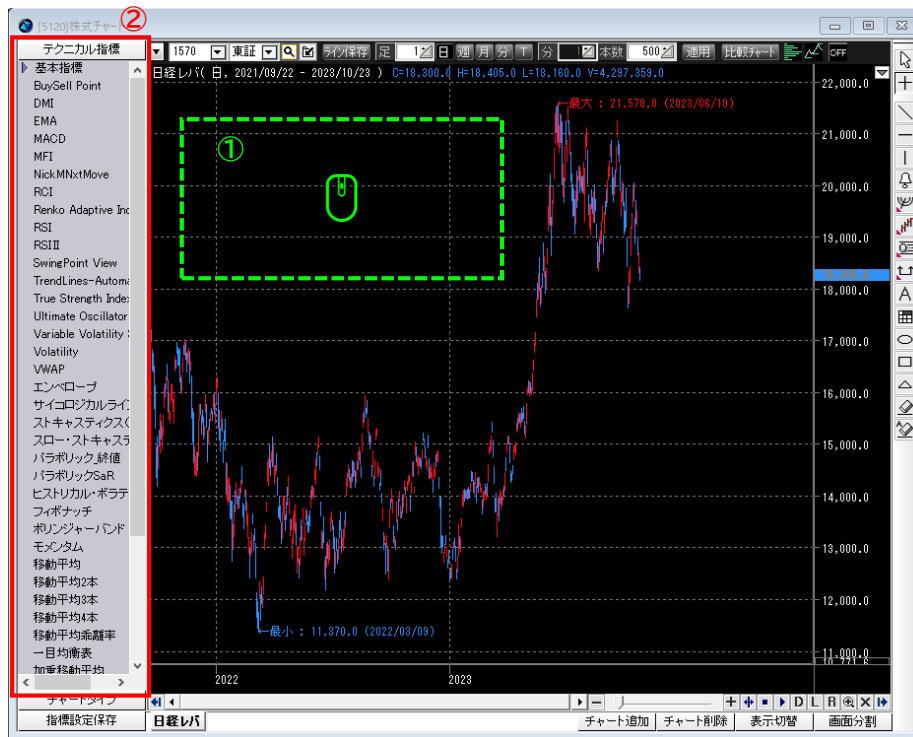 [5120]株式チャート
②
テクニカル指標
1570 東証 ライン保存 足 1 日 週 月 分 T 分 1 本数 500 適用 比較チャート OFF
基本指標
BuySell Point
DMI
EMA
MACD
MFI
NickMNxtMove
RCI
Renko Adaptive Inc
RSI
RSIⅡ
SwingPoint View
TrendLines-Automa
True Strength Index
Ultimate Oscillator
Variable Volatility
Volatility
VWAP
エンベロープ
サイコロジカルライ
ストキャスティクス(
スロー・ストキャステ
パラボリック_終値
パラボリックSaR
ヒストリカル・ボラテ
フィボナッチ
ボリンジャーバンド
モメンタム
移動平均
移動平均2本
移動平均3本
移動平均4本
移動平均乖離率
一目均衡表
加重移動平均
チャートタイプ
指標設定保存
日経レバ( 日, 2021/09/22 - 2023/10/23 ) C=18,300.0 H=18,405.0 L=18,160.0 V=4,297,359.0
①
最大 : 21,570.0 (2023/06/19)
最小 : 11,370.0 (2022/03/09)
22,000.0
21,000.0
20,000.0
19,000.0
18,000.0
17,000.0
16,000.0
15,000.0
14,000.0
13,000.0
12,000.0
11,000.0
2022 2023
D L R
日経レバ
チャート追加 チャート削除 表示切替 画面分割
A